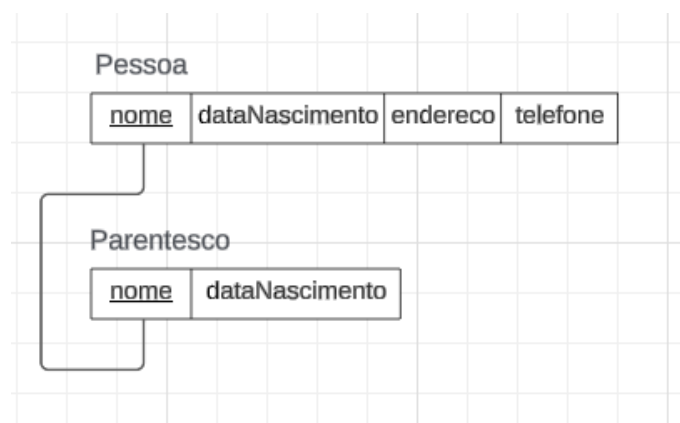 Pessoa
nome dataNascimento endereco telefone
Parentesco
nome dataNascimento